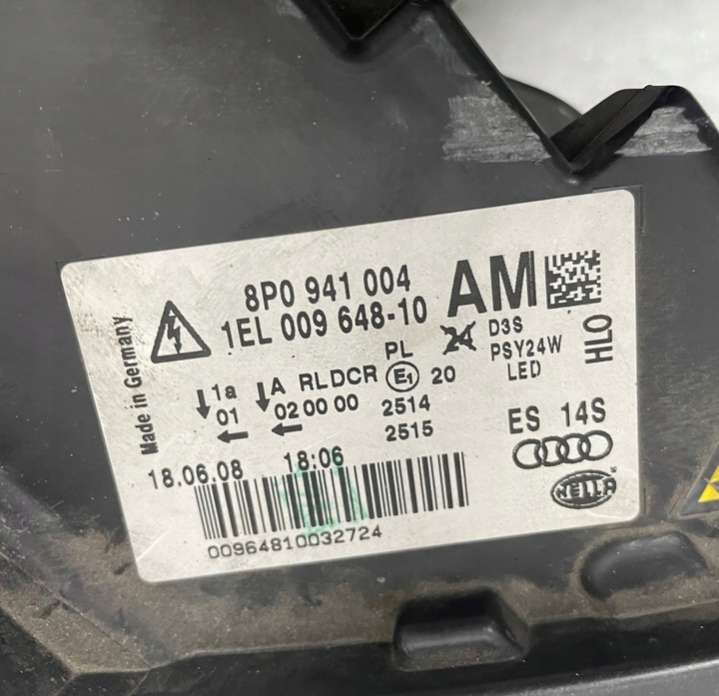 8P0 941 004 AM
1EL 009 648-10
Made in Germany
HLO
D3S
PSY24W
LED
PL
1a
A RLDCR E1 20
01
02 00 00
2514
2515
ES 14S
18.06.08 18:06
00964810032724
HELLA